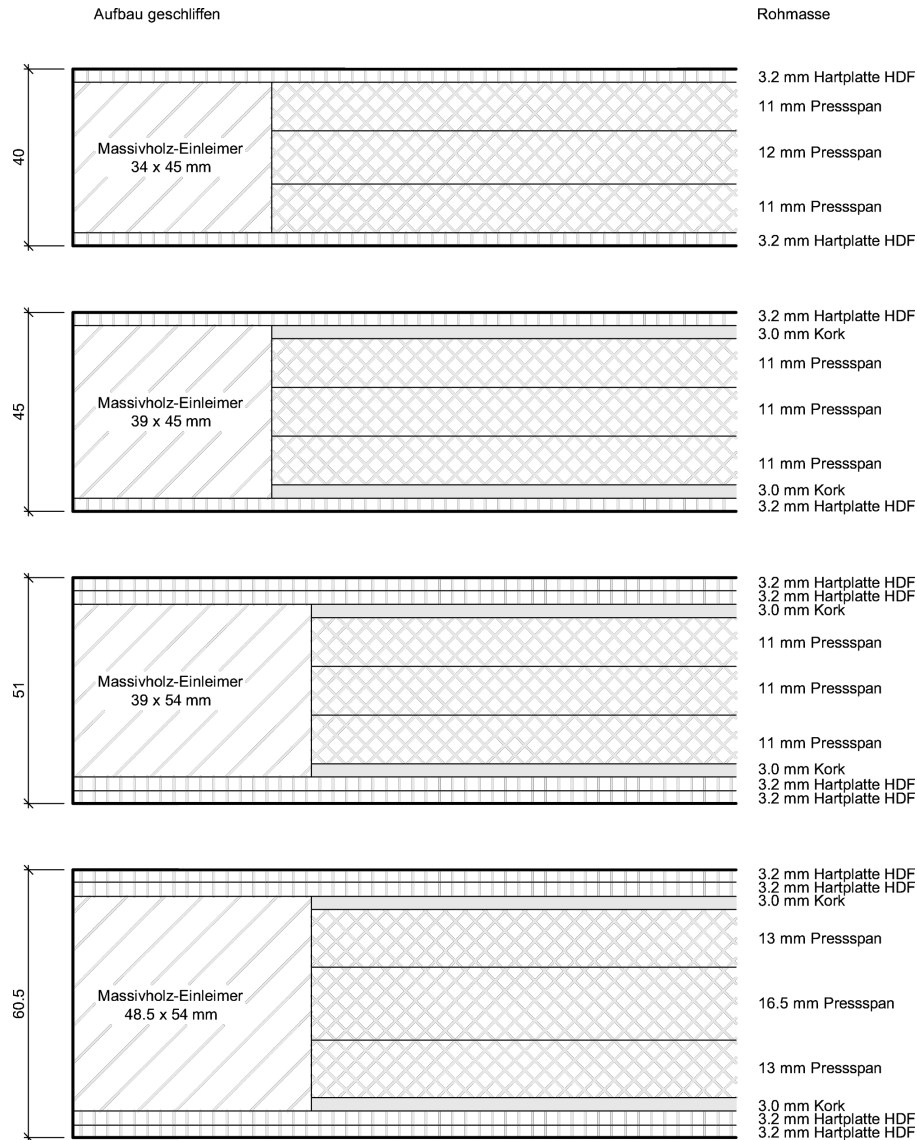 Aufbau geschliffen
Rohmasse
40
Massivholz-Einleimer
34 x 45 mm
3.2 mm Hartplatte HDF
11 mm Pressspan
12 mm Pressspan
11 mm Pressspan
3.2 mm Hartplatte HDF
45
Massivholz-Einleimer
39 x 45 mm
3.2 mm Hartplatte HDF
3.0 mm Kork
11 mm Pressspan
11 mm Pressspan
11 mm Pressspan
3.0 mm Kork
3.2 mm Hartplatte HDF
51
Massivholz-Einleimer
39 x 54 mm
3.2 mm Hartplatte HDF
3.2 mm Hartplatte HDF
3.0 mm Kork
11 mm Pressspan
11 mm Pressspan
11 mm Pressspan
3.0 mm Kork
3.2 mm Hartplatte HDF
3.2 mm Hartplatte HDF
60.5
Massivholz-Einleimer
48.5 x 54 mm
3.2 mm Hartplatte HDF
3.2 mm Hartplatte HDF
3.0 mm Kork
13 mm Pressspan
16.5 mm Pressspan
13 mm Pressspan
3.0 mm Kork
3.2 mm Hartplatte HDF
3.2 mm Hartplatte HDF